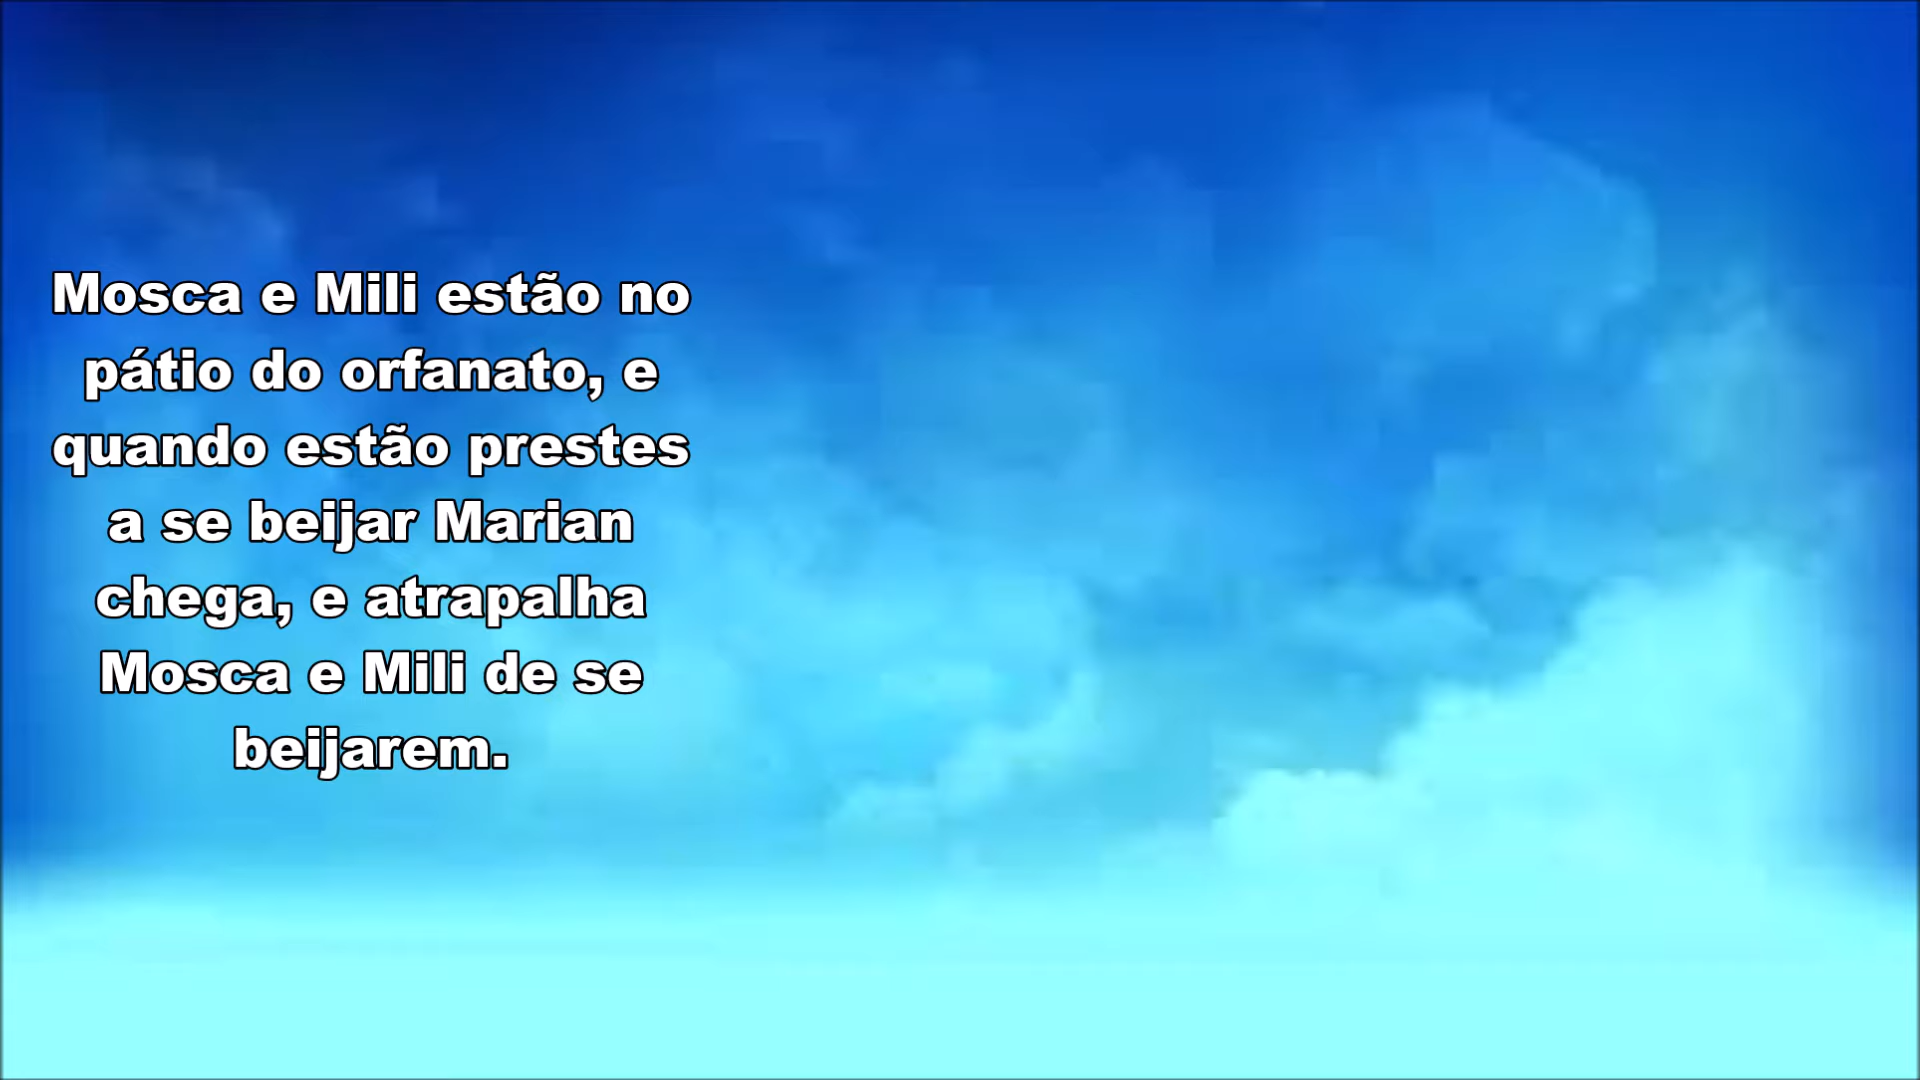 Mosca e Mili estão no
pátio do orfanato, e
quando estão prestes
a se beijar Marian
chega, e atrapalha
Mosca e Mili de se
beijarem.